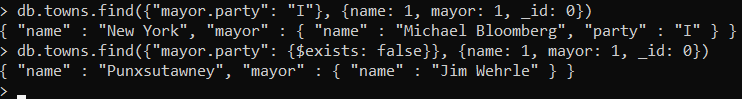 > db.towns.find({"mayor.party": "I"}, {name: 1, mayor: 1, _id: 0})
{ "name" : "New York", "mayor" : { "name" : "Michael Bloomberg", "party" : "I" } }
> db.towns.find({"mayor.party": {$exists: false}}, {name: 1, mayor: 1, _id: 0})
{ "name" : "Punxsutawney", "mayor" : { "name" : "Jim Wehrle" } }
>